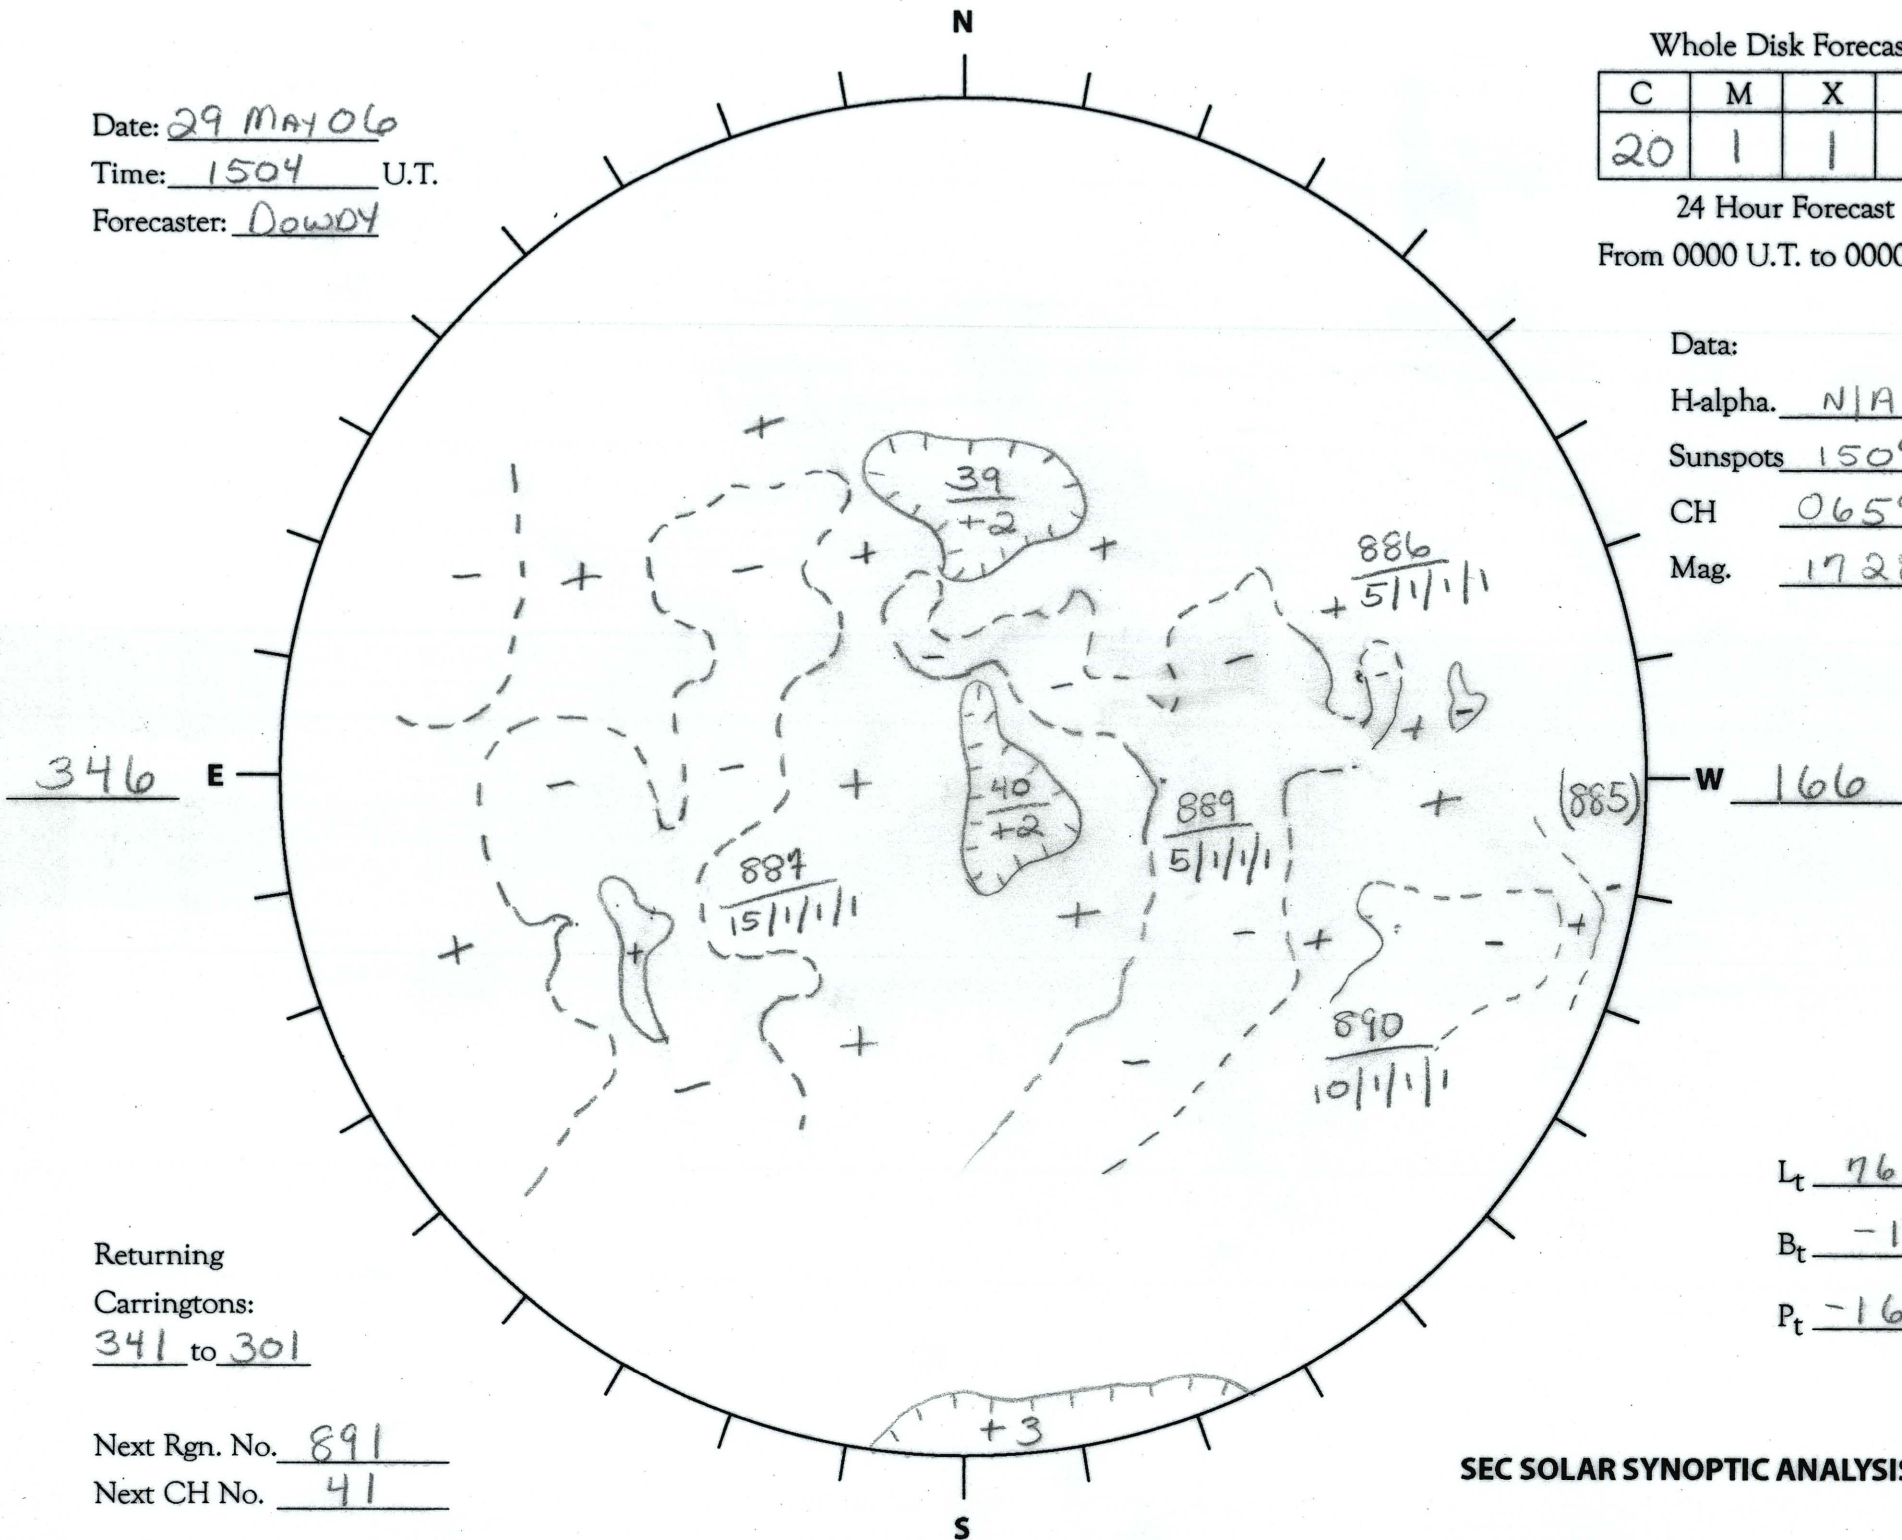 N
Whole Disk Forecas
C M X
20 1 1
24 Hour Forecast
From 0000 U.T. to 0000
Date: 29 MAY 06
Time: 1504 U.T.
Forecaster: DOWDY
Data:
H-alpha. N/A
Sunspots 150
CH 065
Mag. 172
+
39
+2
- + - + +
886
5/1/1/1
+
- - -
- +
346 E - - + 40 +2 + (885) W 166
889
5/1/1/1
887
15/1/1/1
+ + + - + - + -
890
10/1/1/1
- + -
Lt 76
Bt -1
Pt -16
Returning
Carringtons:
341 to 301
+3
Next Rgn. No. 891
Next CH No. 41
SEC SOLAR SYNOPTIC ANALYSIS
S